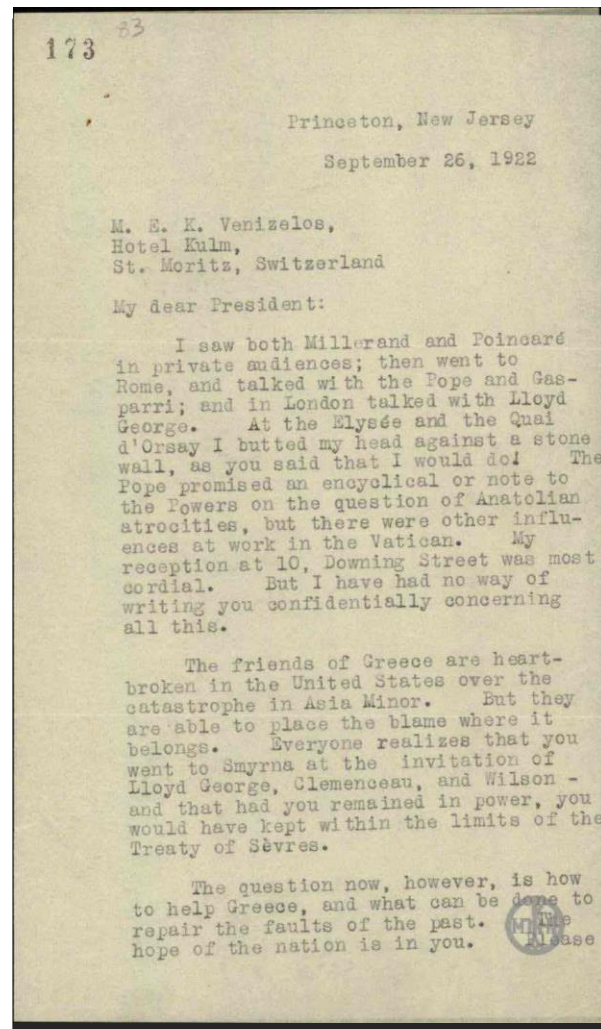 83
173
Princeton, New Jersey
September 26, 1922
M. E. K. Venizelos,
Hotel Kulm,
St. Moritz, Switzerland
My dear President:
I saw both Millerand and Poincaré
in private audiences; then went to
Rome, and talked with the Pope and Gas-
parri; and in London talked with Lloyd
George. At the Elysée and the Quai
d'Orsay I butted my head against a stone
wall, as you said that I would do! The
Pope promised an encyclical or note to
the Powers on the question of Anatolian
atrocities, but there were other influ-
ences at work in the Vatican. My
reception at 10, Downing Street was most
cordial. But I have had no way of
writing you confidentially concerning
all this.
The friends of Greece are heart-
broken in the United States over the
catastrophe in Asia Minor. But they
are able to place the blame where it
belongs. Everyone realizes that you
went to Smyrna at the invitation of
Lloyd George, Clemenceau, and Wilson -
and that had you remained in power, you
would have kept within the limits of the
Treaty of Sèvres.
The question now, however, is how
to help Greece, and what can be done to
repair the faults of the past. The
hope of the nation is in you. Please